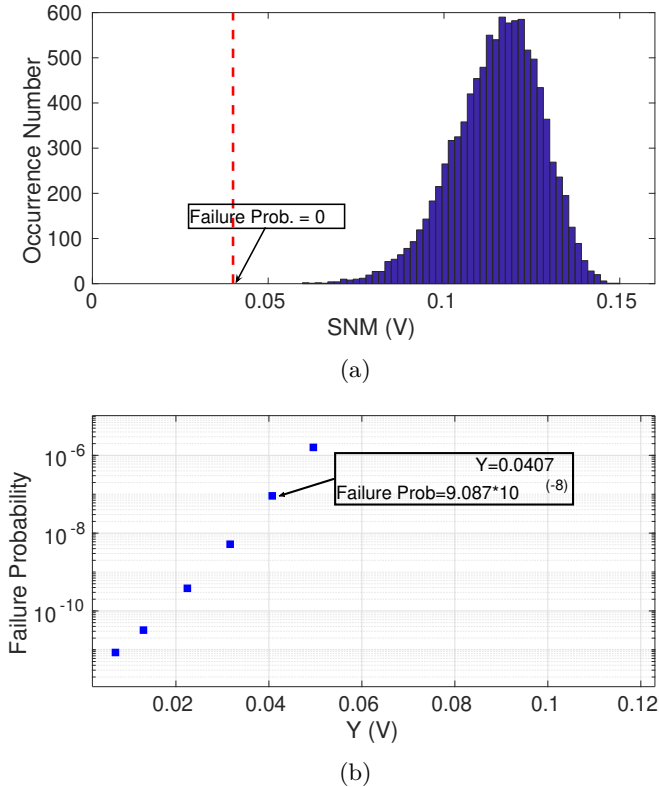 600
500
400
300
200
100
0
Occurrence Number
Failure Prob. = 0
0 0.05 0.1 0.15
SNM (V)
(a)
10^-6
10^-8
10^-10
Failure Probability
Y=0.0407
Failure Prob=9.087*10^(-8)
0.02 0.04 0.06 0.08 0.1 0.12
Y (V)
(b)